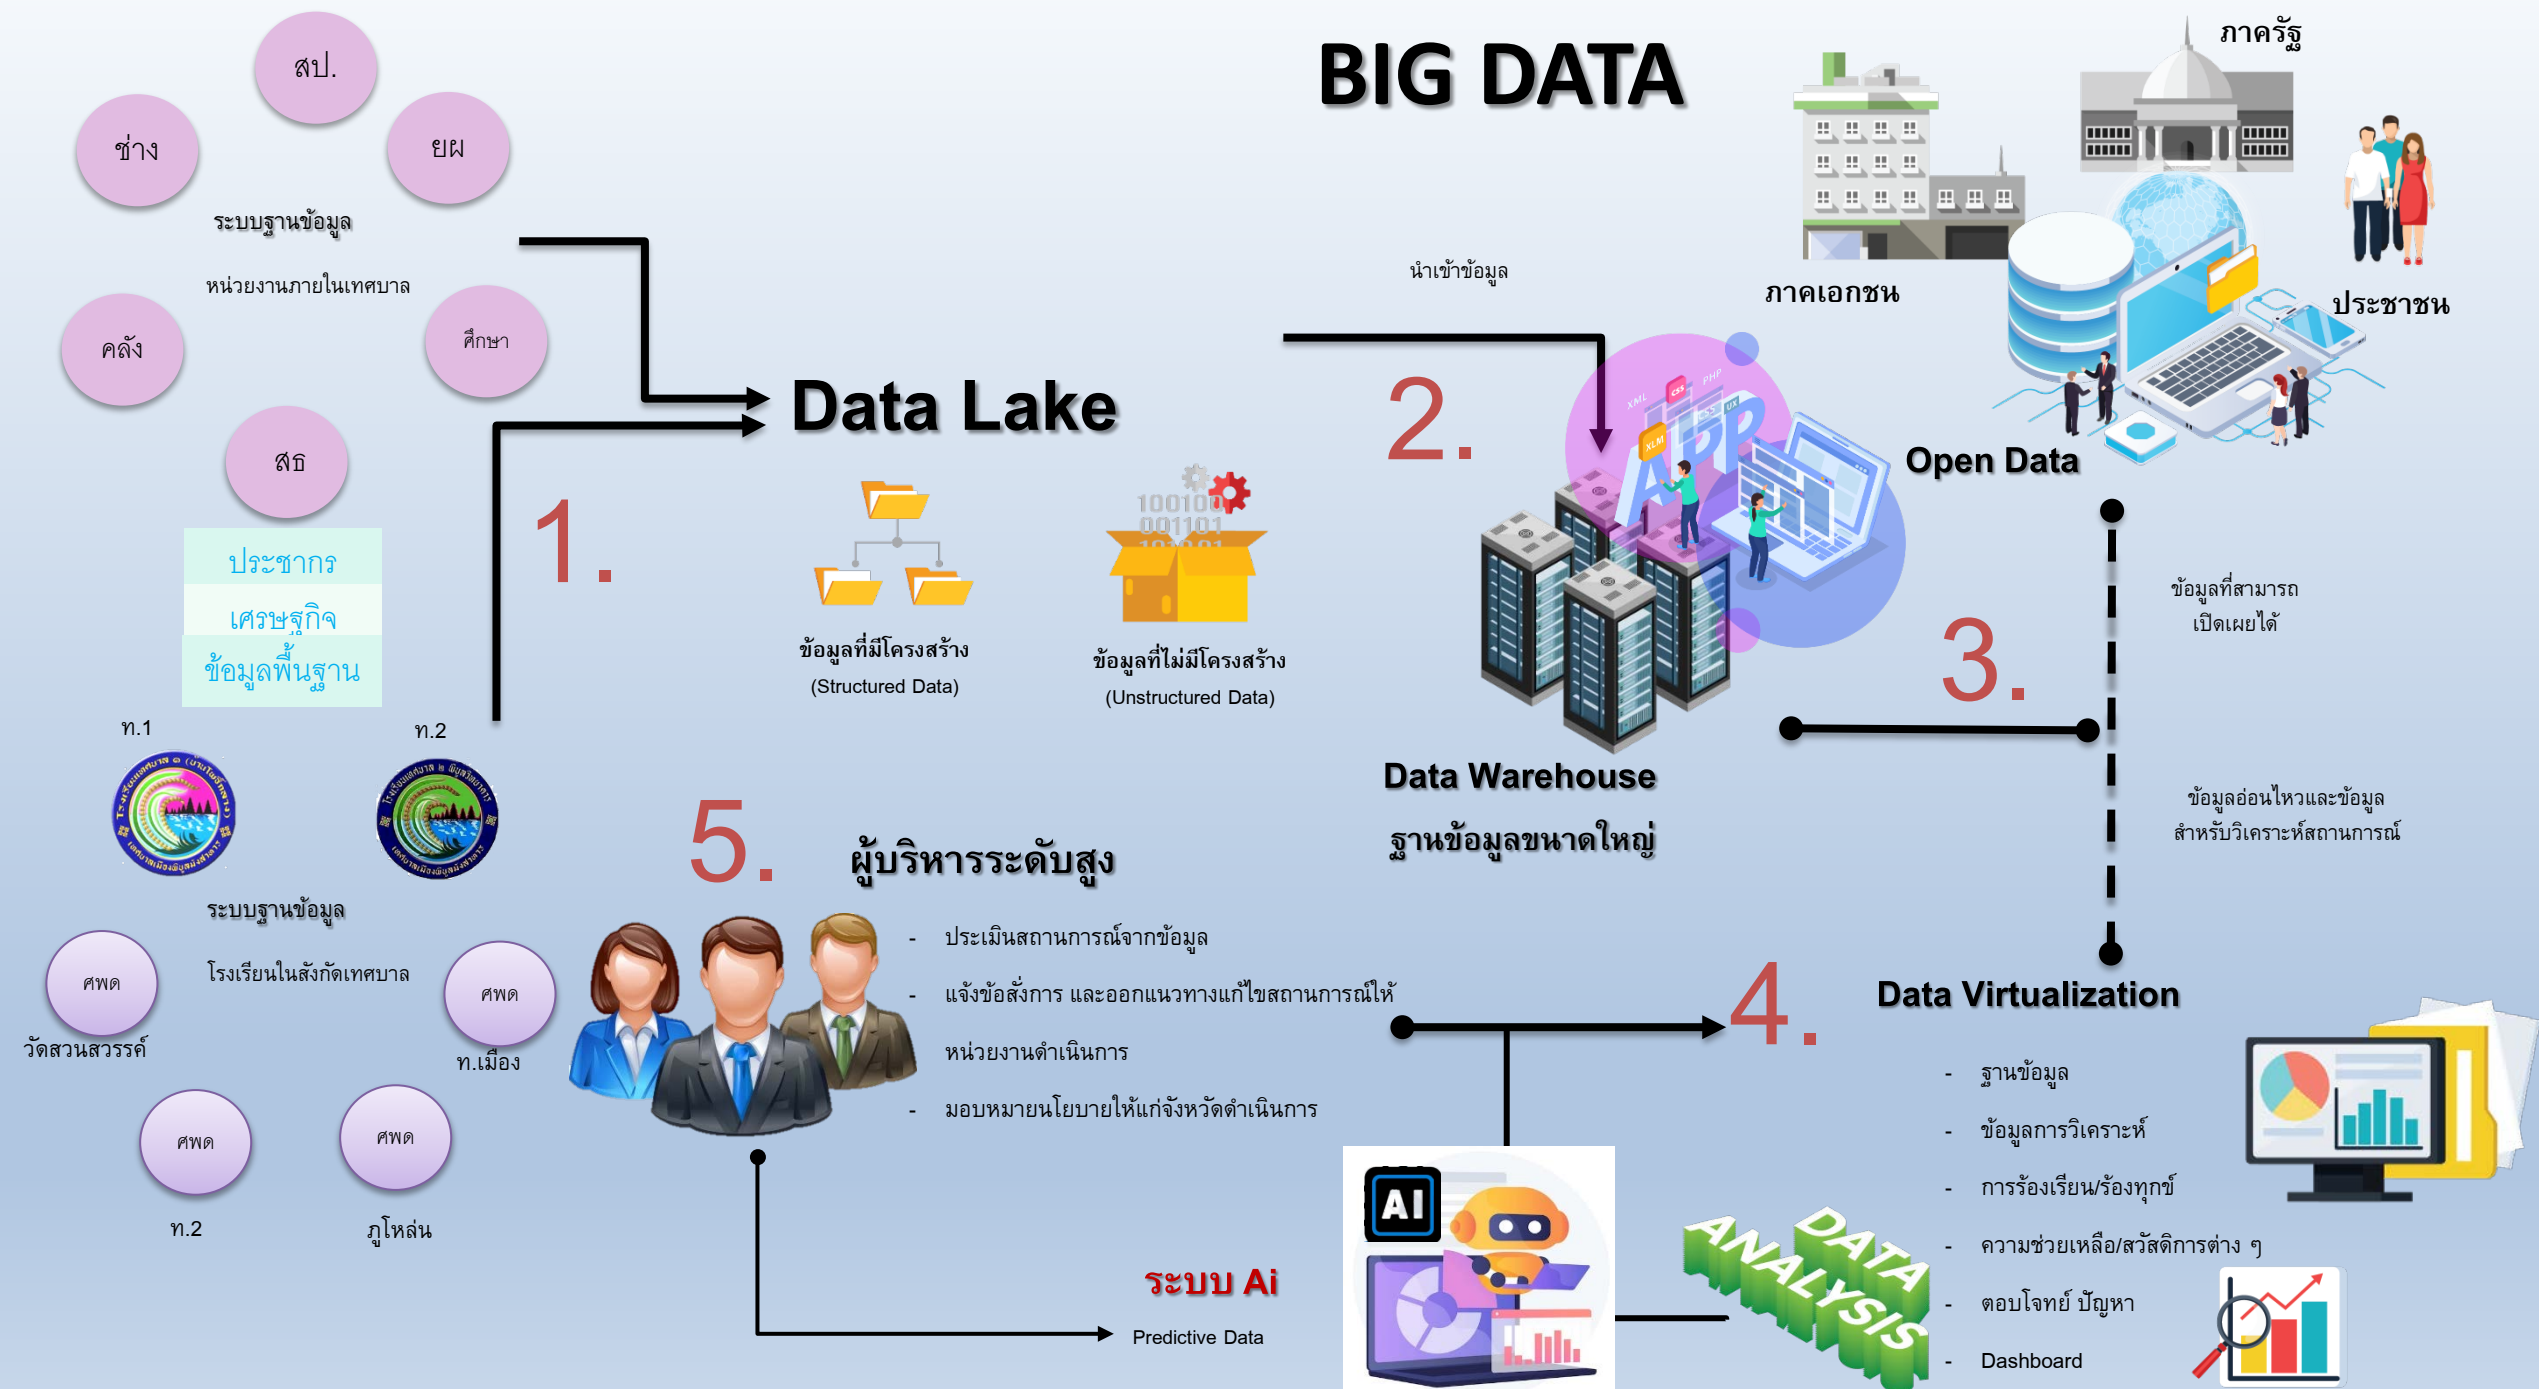 BIG DATA
สป.
ช่าง
ยผ
ระบบฐานข้อมูล
หน่วยงานภายในเทศบาล
คลัง
ศึกษา
สธ
ประชากร
เศรษฐกิจ
ข้อมูลพื้นฐาน
ท.1
ท.2
ระบบฐานข้อมูล
โรงเรียนในสังกัดเทศบาล
ศพด
วัดสวนสวรรค์
ศพด
ท.เมือง
ศพด
ท.2
ศพด
ภูโหล่น
1.
Data Lake
100100
001101
ข้อมูลที่มีโครงสร้าง
(Structured Data)
ข้อมูลที่ไม่มีโครงสร้าง
(Unstructured Data)
นำเข้าข้อมูล
2.
XML
CSS
PHP
CSS
UX
XLM
APP
Data Warehouse
ฐานข้อมูลขนาดใหญ่
ภาครัฐ
ภาคเอกชน
ประชาชน
Open Data
3.
ข้อมูลที่สามารถ
เปิดเผยได้
ข้อมูลอ่อนไหวและข้อมูล
สำหรับวิเคราะห์สถานการณ์
4.
Data Virtualization
- ฐานข้อมูล
- ข้อมูลการวิเคราะห์
- การร้องเรียน/ร้องทุกข์
- ความช่วยเหลือ/สวัสดิการต่าง ๆ
- ตอบโจทย์ ปัญหา
- Dashboard
DATA
ANALYSIS
5.
ผู้บริหารระดับสูง
- ประเมินสถานการณ์จากข้อมูล
- แจ้งข้อสั่งการ และออกแนวทางแก้ไขสถานการณ์ให้
หน่วยงานดำเนินการ
- มอบหมายนโยบายให้แก่จังหวัดดำเนินการ
AI
ระบบ Ai
Predictive Data